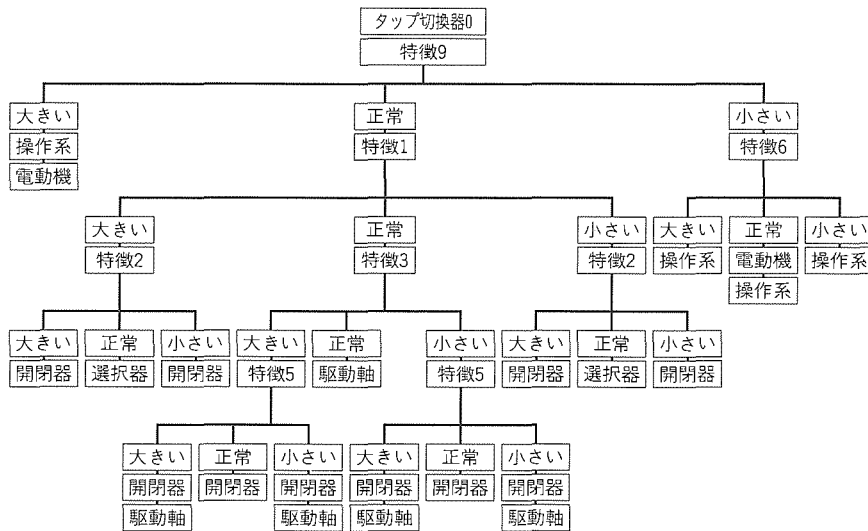 タップ切換器0
特徴9
大きい 正常 小さい
操作系 特徴1 特徴6
電動機
大きい 正常 小さい 大きい 正常 小さい
特徴2 特徴3 特徴2 操作系 電動機 操作系
操作系
大きい 正常 小さい 大きい 正常 小さい 大きい 正常 小さい
開閉器 選択器 開閉器 特徴5 駆動軸 特徴5 開閉器 選択器 開閉器
大きい 正常 小さい 大きい 正常 小さい
開閉器 開閉器 開閉器 開閉器 開閉器 開閉器
駆動軸 駆動軸 駆動軸 駆動軸